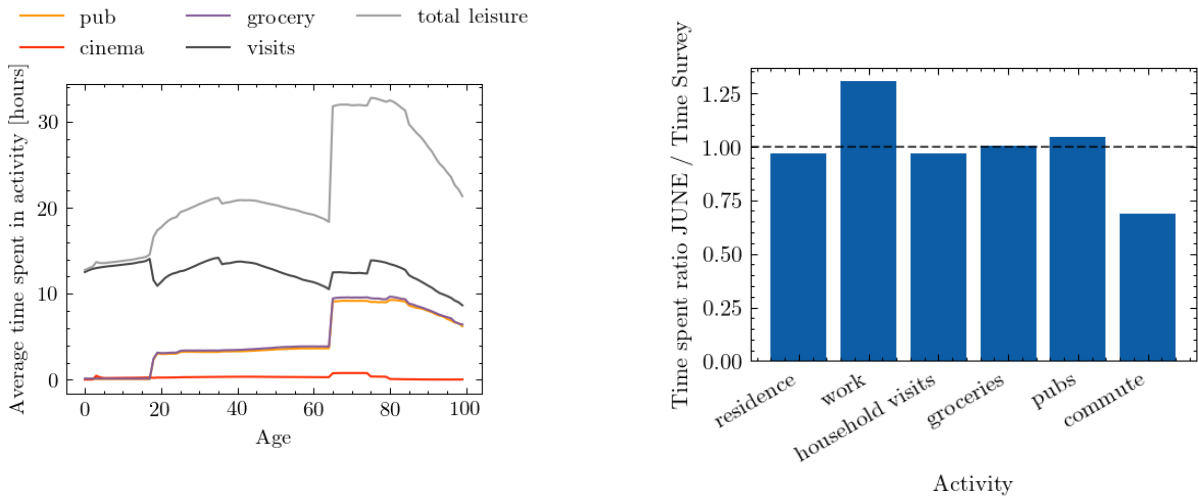 pub
grocery
total leisure
cinema
visits
Average time spent in activity [hours]
30
20
10
0
0
20
40
60
80
100
Age
Time spent ratio JUNE / Time Survey
1.25
1.00
0.75
0.50
0.25
0.00
residence
work
household visits
groceries
pubs
commute
Activity